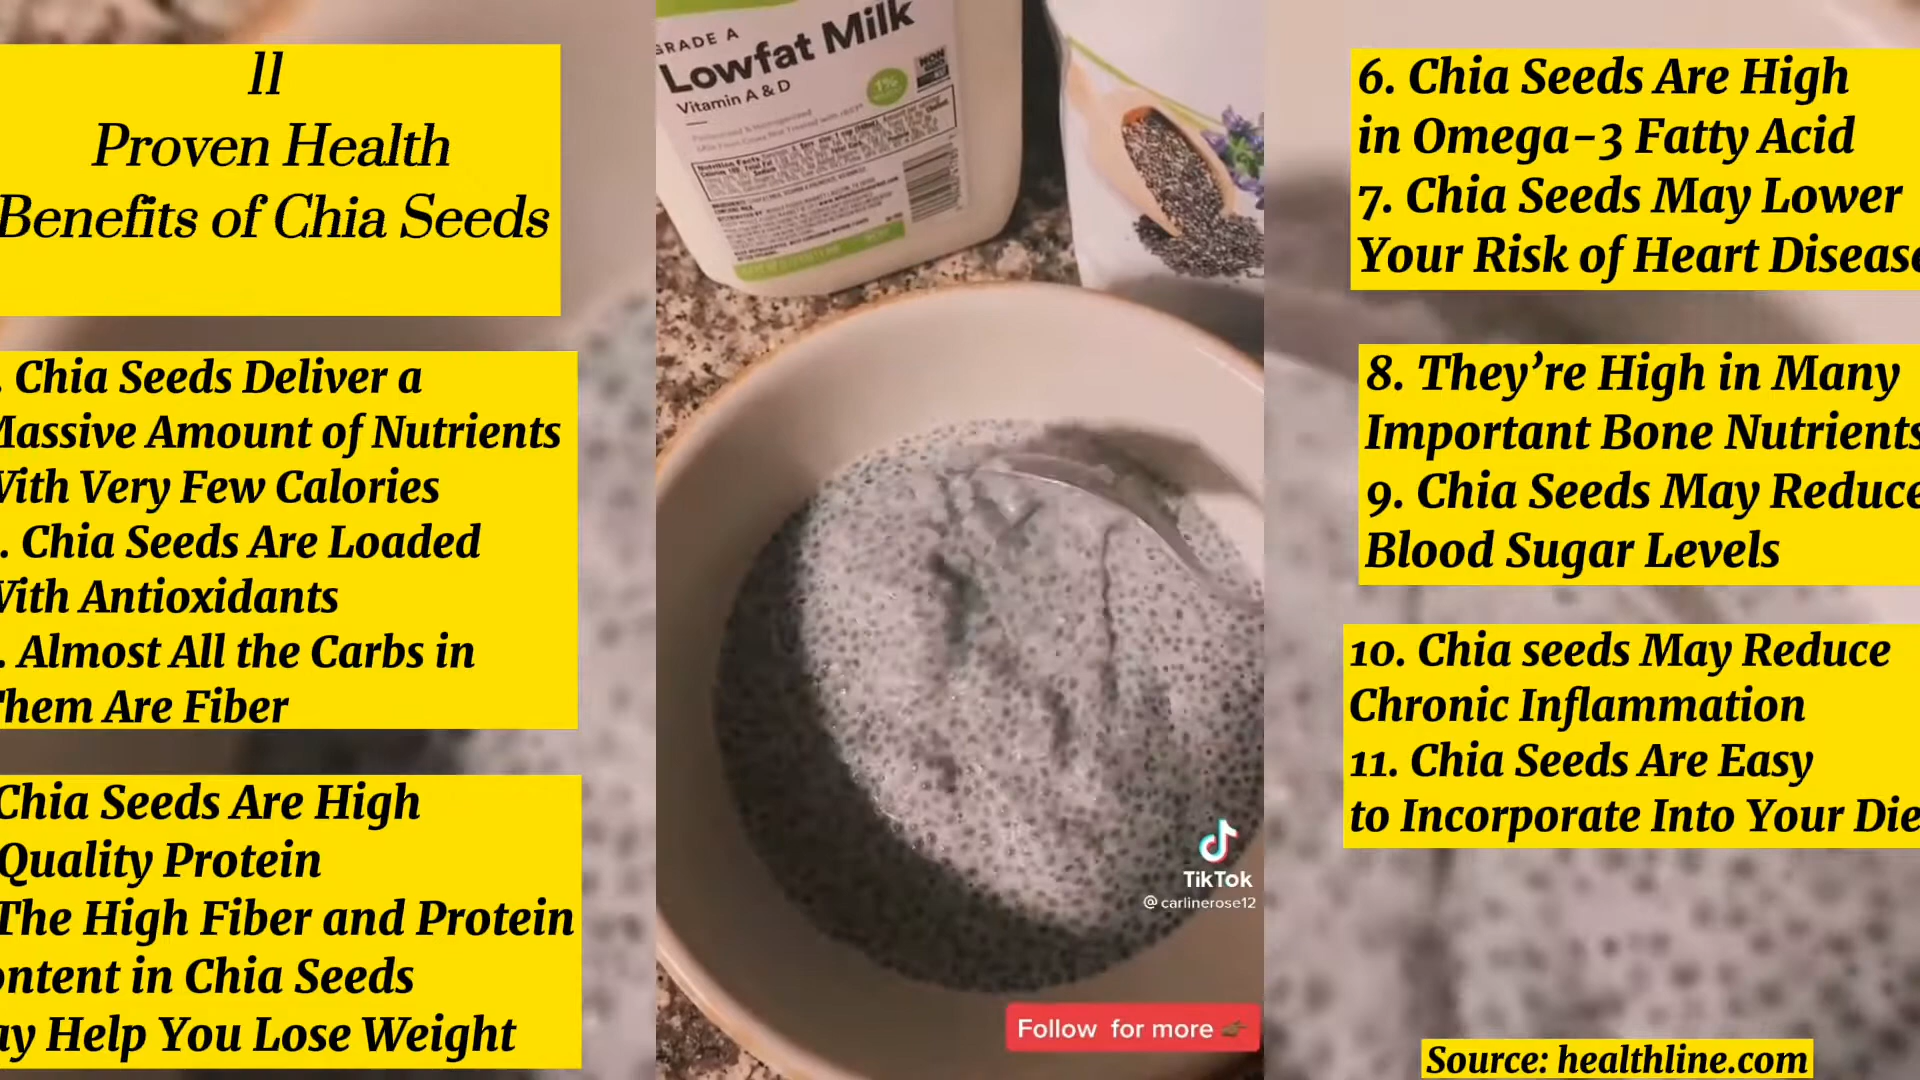 11
Proven Health
Benefits of Chia Seeds
. Chia Seeds Deliver a
Massive Amount of Nutrients
With Very Few Calories
. Chia Seeds Are Loaded
With Antioxidants
. Almost All the Carbs in
Them Are Fiber
Chia Seeds Are High
Quality Protein
The High Fiber and Protein
ontent in Chia Seeds
ay Help You Lose Weight
GRADE A
Lowfat Milk
Vitamin A & D
1%
NON
Nutrition Facts
TikTok
@carlinerose12
Follow for more
6. Chia Seeds Are High
in Omega-3 Fatty Acid
7. Chia Seeds May Lower
Your Risk of Heart Disease
8. They're High in Many
Important Bone Nutrients
9. Chia Seeds May Reduce
Blood Sugar Levels
10. Chia seeds May Reduce
Chronic Inflammation
11. Chia Seeds Are Easy
to Incorporate Into Your Die
Source: healthline.com